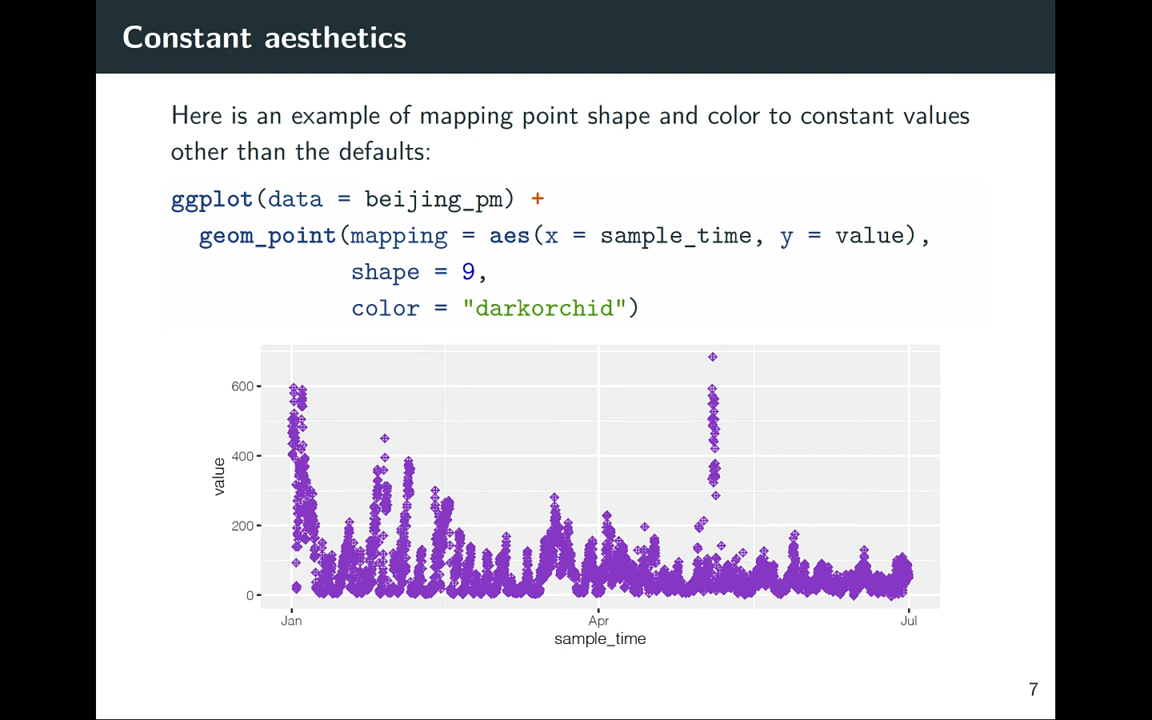 Constant aesthetics
Here is an example of mapping point shape and color to constant values
other than the defaults:
ggplot(data = beijing_pm) +
geom_point(mapping = aes(x = sample_time, y = value),
shape = 9,
color = "darkorchid")
600
400
200
0
value
Jan Apr Jul
sample_time
7